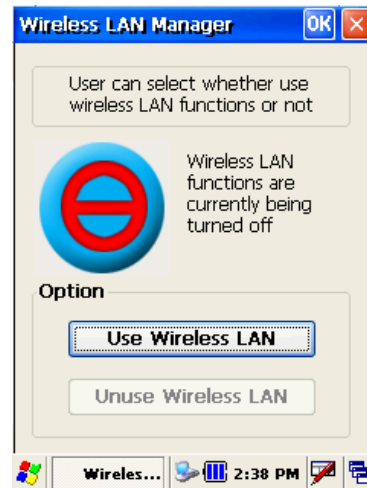 Wireless LAN Manager OK
User can select whether use
wireless LAN functions or not
Wireless LAN
functions are
currently being
turned off
Option
Use Wireless LAN
Unuse Wireless LAN
Wireles... 2:38 PM